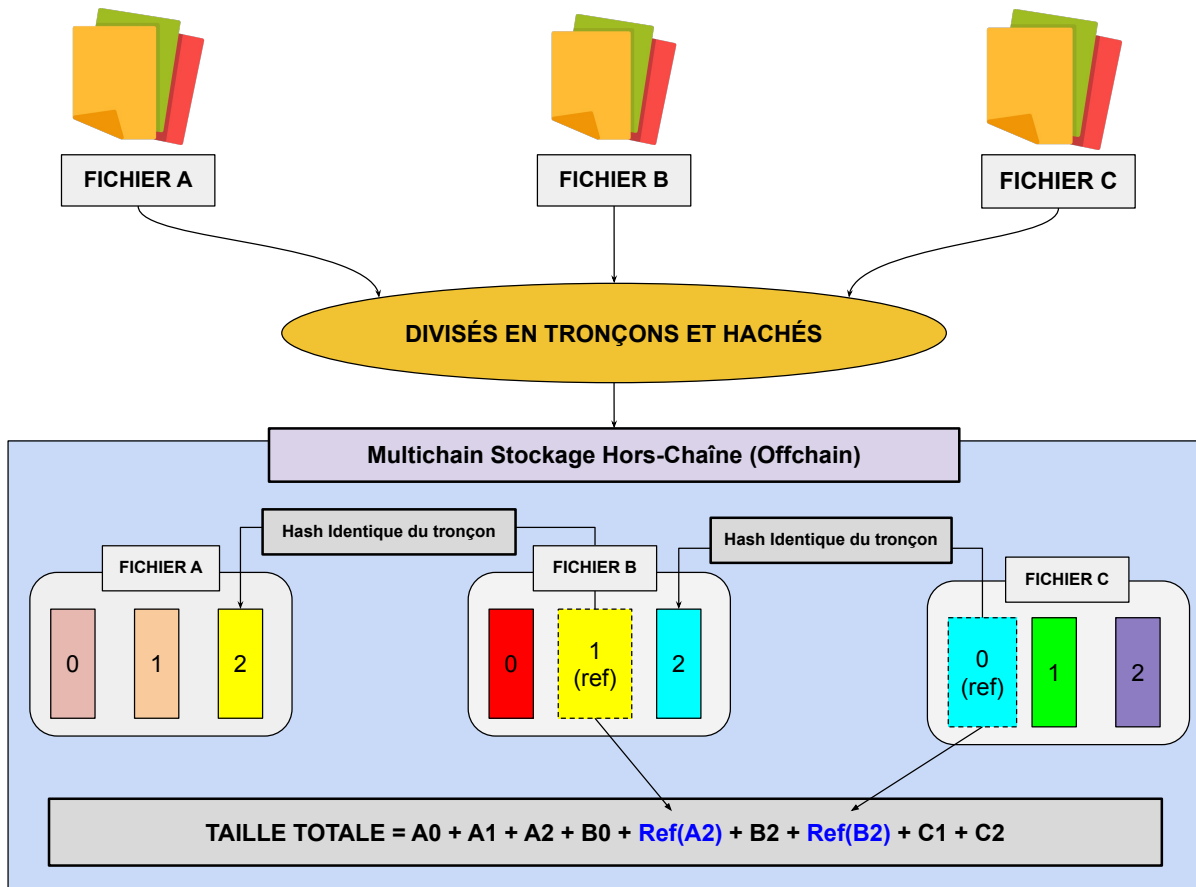 FICHIER A
FICHIER B
FICHIER C
DIVISÉS EN TRONÇONS ET HACHÉS
Multichain Stockage Hors-Chaîne (Offchain)
Hash Identique du tronçon
Hash Identique du tronçon
FICHIER A
0
1
2
FICHIER B
0
1
(ref)
2
FICHIER C
0
(ref)
1
2
TAILLE TOTALE = A0 + A1 + A2 + B0 + Ref(A2) + B2 + Ref(B2) + C1 + C2